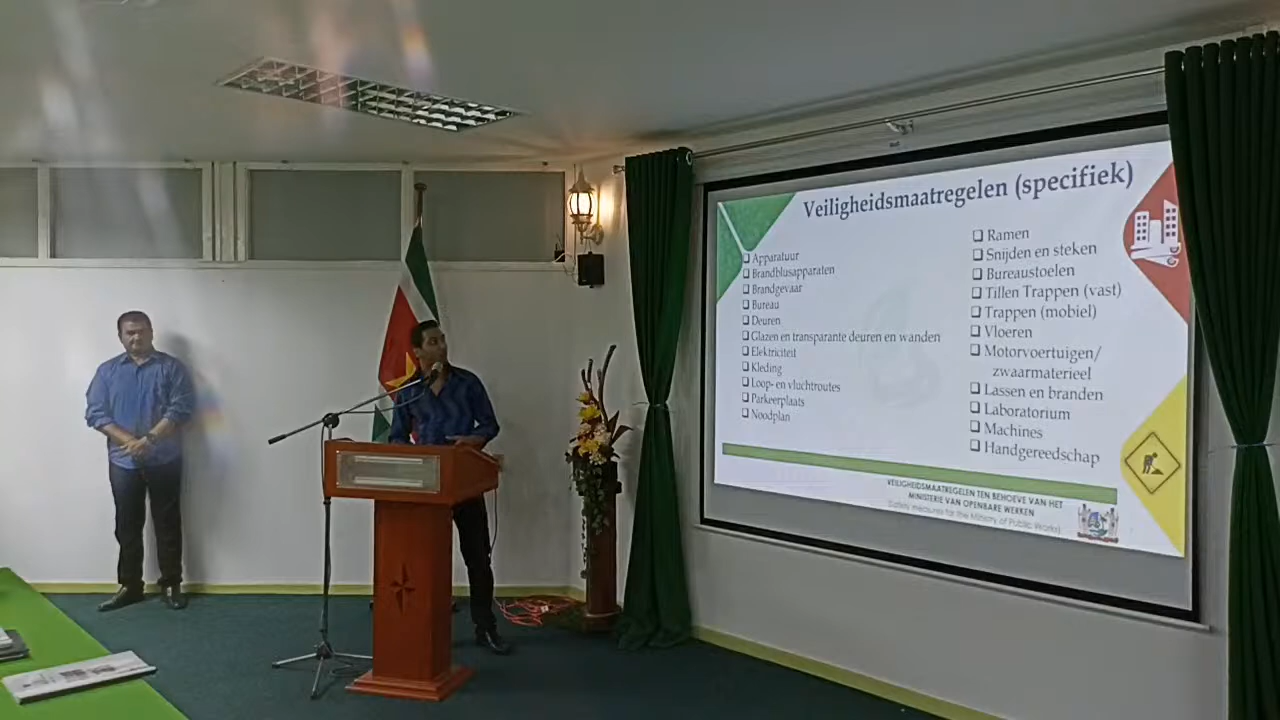 Veiligheidsmaatregelen (specifiek)
❑ Apparatuur
❑ Brandblusapparaten
❑ Brandgevaar
❑ Bureau
❑ Deuren
❑ Glazen en transparante deuren en wanden
❑ Elektriciteit
❑ Kleding
❑ Loop- en vluchtroutes
❑ Parkeerplaats
❑ Noodplan
❑ Ramen
❑ Snijden en steken
❑ Bureaustoelen
❑ Tillen Trappen (vast)
❑ Trappen (mobiel)
❑ Vloeren
❑ Motorvoertuigen/
zwaarmaterieel
❑ Lassen en branden
❑ Laboratorium
❑ Machines
❑ Handgereedschap
VEILIGHEIDSMAATREGELEN TEN BEHOEVE VAN HET
MINISTERIE VAN OPENBARE WERKEN
(Safety measures for the Ministry of Public Works)